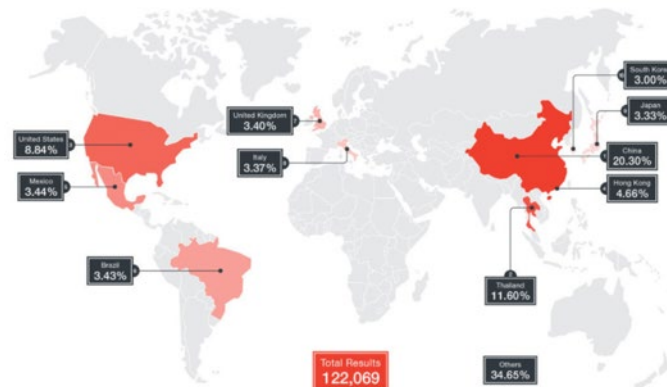 South Korea
3.00%
Japan
3.33%
United Kingdom
3.40%
United States
8.84%
Italy
3.37%
China
20.30%
Mexico
3.44%
Hong Kong
4.66%
Brazil
3.43%
Thailand
11.60%
Total Results
122,069
Others
34.65%